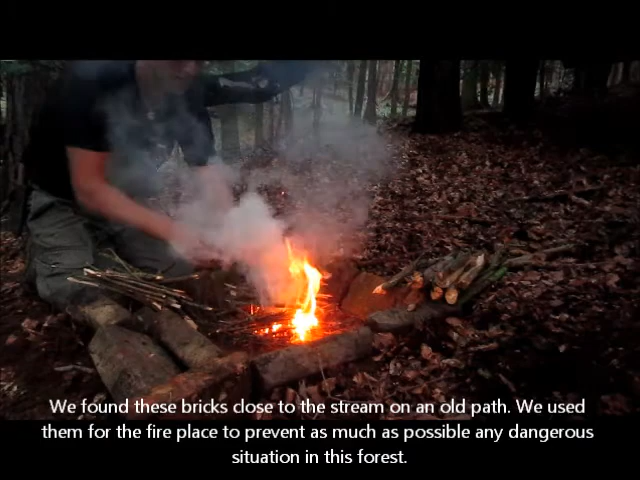 We found these bricks close to the stream on an old path. We used
them for the fire place to prevent as much as possible any dangerous
situation in this forest.